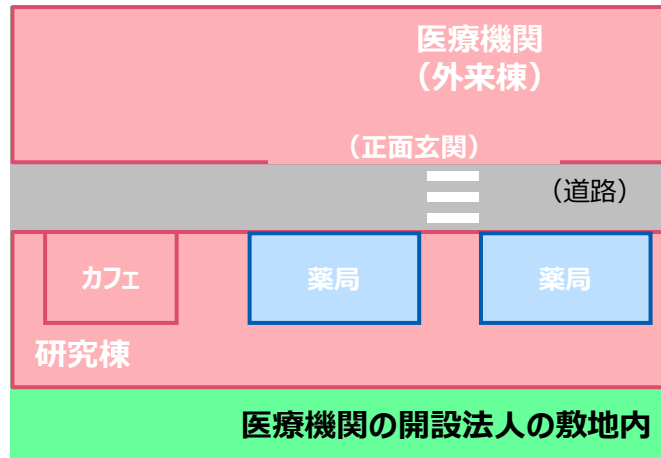 医療機関
（外来棟）
（正面玄関）
（道路）
カフェ
薬局
薬局
研究棟
医療機関の開設法人の敷地内